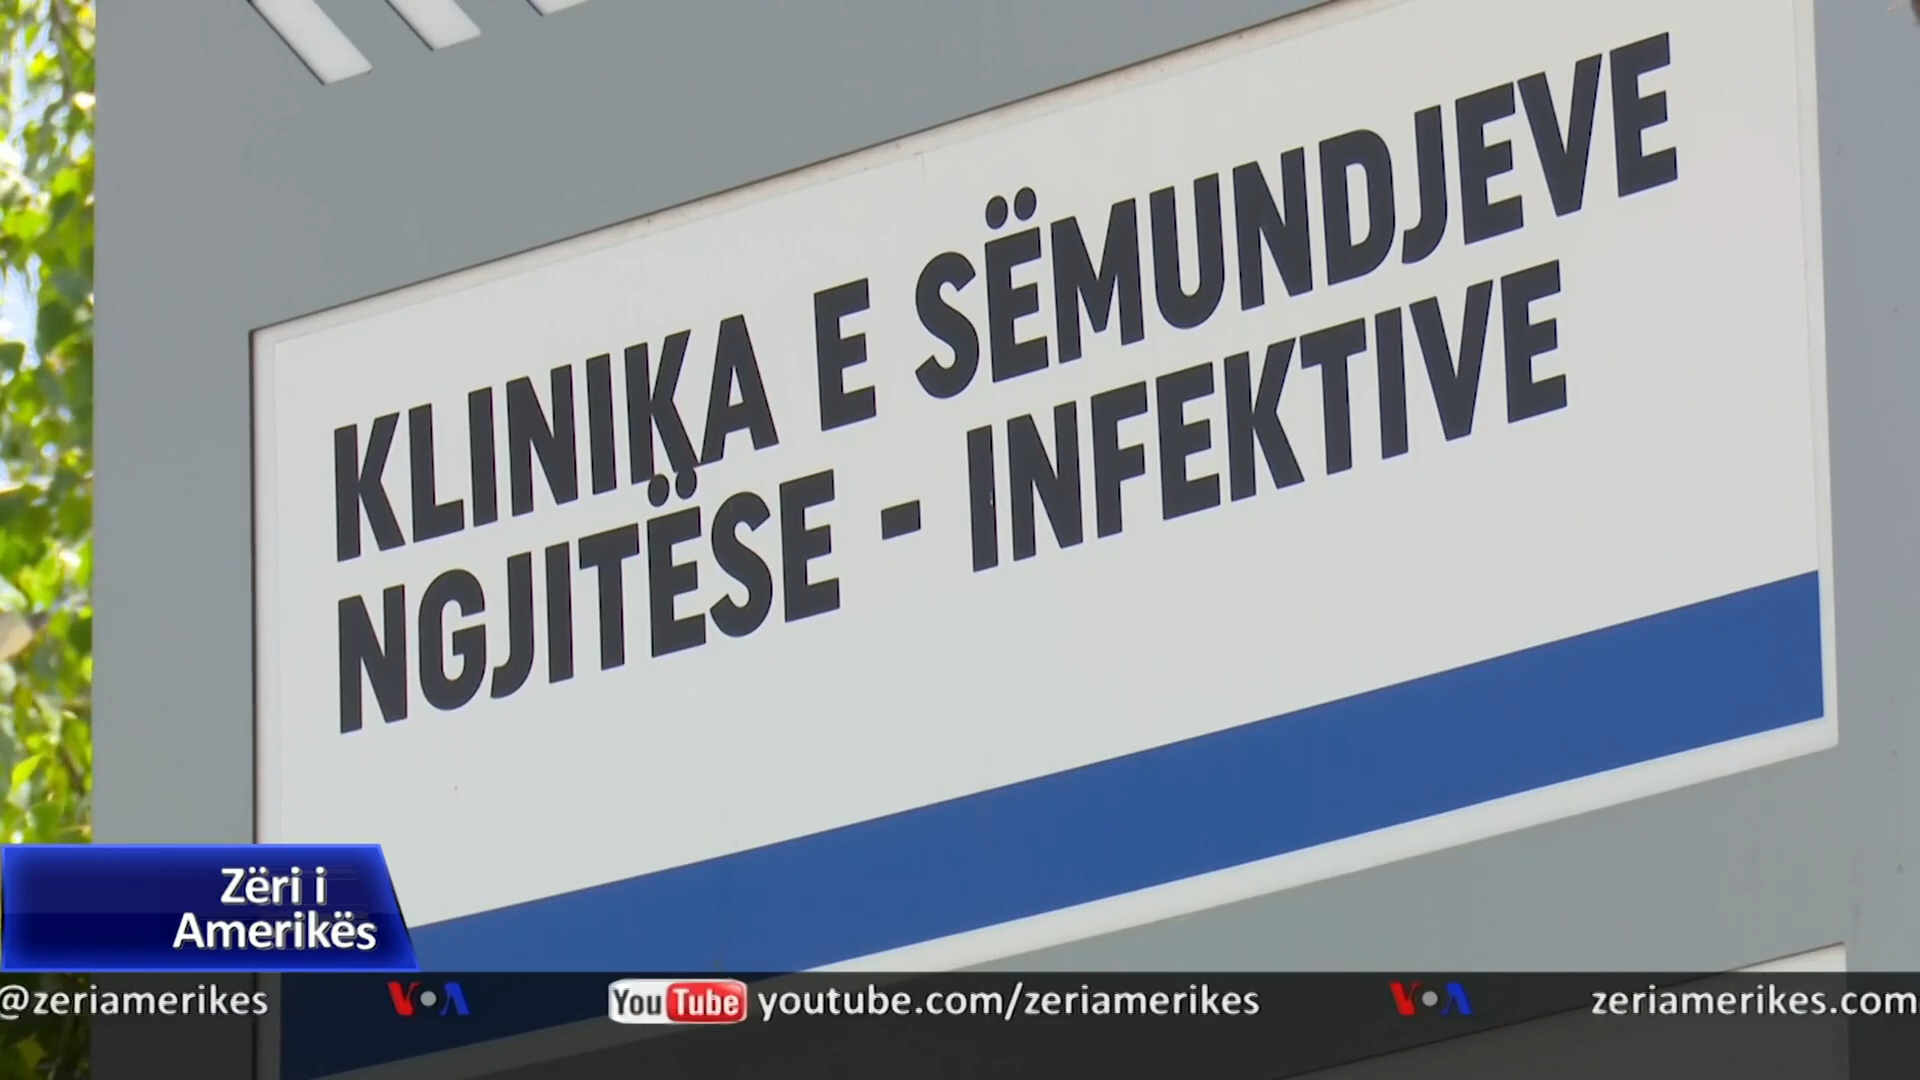 KLINIKA E SËMUNDJEVE
NGJITËSE - INFEKTIVE
Zëri i
Amerikës
@zeriamerikes VOA YouTube youtube.com/zeriamerikes VOA zeriamerikes.com